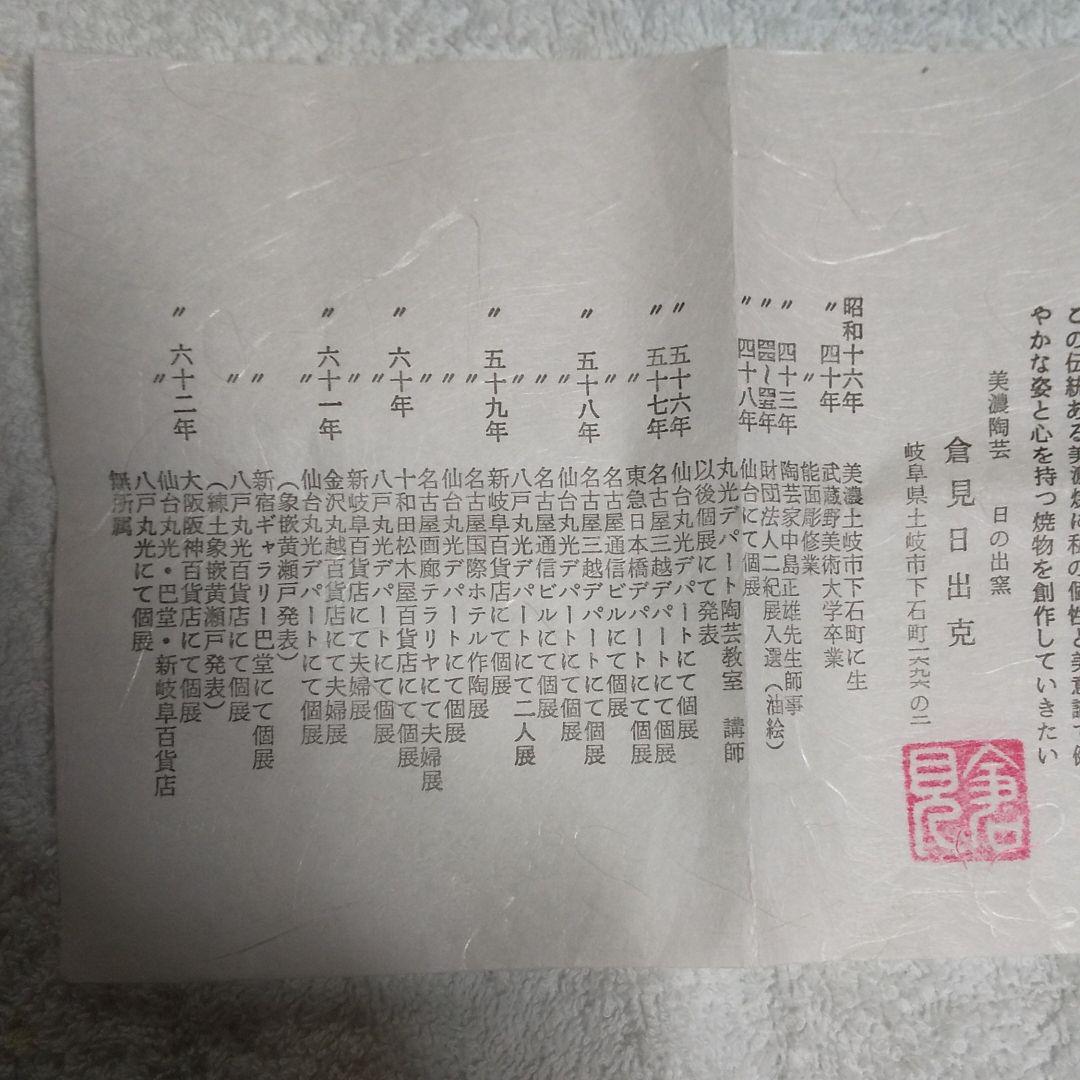 この伝統ある美濃焼に私の個性と美意識で健
やかな姿と心を持つ焼物を創作していきたい
美濃陶芸　日の出窯
倉見日出克
岐阜県土岐市下石町一六九六の二
倉見
昭和十六年　美濃土岐市下石町に生
〃四十年　武蔵野美術大学卒業
〃　能面彫修業
〃四十三年　陶芸家中島正雄先生師事
〃四四〜四五年　財団法人二紀展入選（油絵）
〃四十八年　仙台にて個展
丸光デパート陶芸教室　講師
以後個展にて発表
〃五十六年　仙台丸光デパートにて個展
〃五十七年　名古屋三越デパートにて個展
〃　東急日本橋デパートにて個展
〃　名古屋通信ビルにて個展
〃五十八年　名古屋三越デパートにて個展
〃　仙台丸光デパートにて個展
〃　名古屋通信ビルにて個展
〃　八戸丸光デパートにて二人展
〃五十九年　新岐阜百貨店にて個展
〃　名古屋国際ホテル作陶展
〃　仙台丸光デパートにて個展
〃　名古屋画廊テラリヤにて夫婦展
〃六十年　十和田松木屋百貨店にて個展
〃　八戸丸光デパートにて個展
〃　新岐阜百貨店にて夫婦展
〃六十一年　金沢丸越百貨店にて夫婦展
〃　仙台丸光デパートにて個展
（象嵌黄瀬戸発表）
〃　新宿ギャラリー巴堂にて個展
〃　八戸丸光百貨店にて個展
（練土象嵌黄瀬戸発表）
〃六十二年　大阪阪神百貨店にて個展
〃　仙台丸光・巴堂・新岐阜百貨店
八戸丸光にて個展
無所属